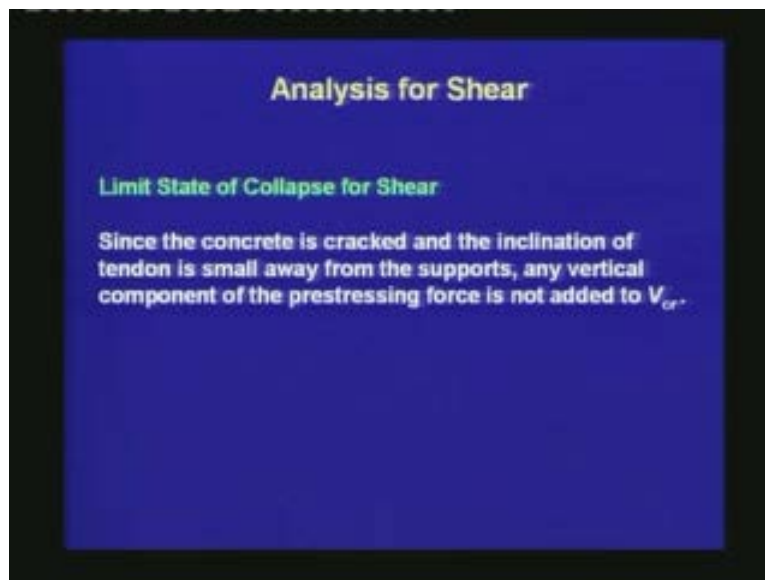 Analysis for Shear
Limit State of Collapse for Shear
Since the concrete is cracked and the inclination of
tendon is small away from the supports, any vertical
component of the prestressing force is not added to Vcr.